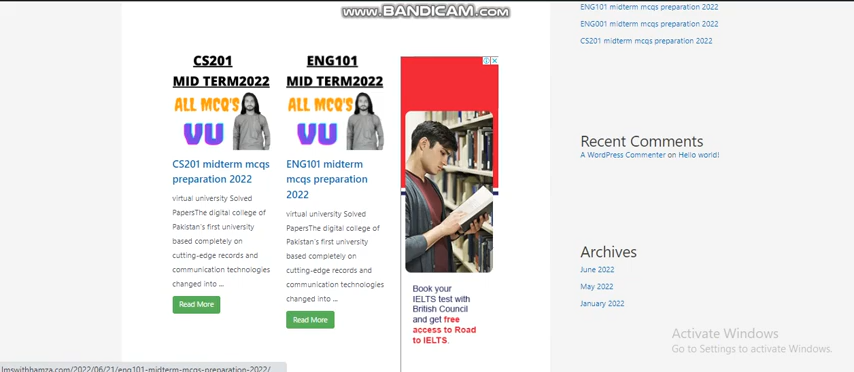 www.BANDICAM.com
ENG101 midterm mcqs preparation 2022
ENG001 midterm mcqs preparation 2022
CS201 midterm mcqs preparation 2022
CS201
MID TERM2022
ALL MCQ'S
VU
CS201 midterm mcqs
preparation 2022
virtual university Solved
PapersThe digital college of
Pakistan's first university
based completely on
cutting-edge records and
communication technologies
changed into ...
Read More
ENG101
MID TERM2022
ALL MCQ'S
VU
ENG101 midterm
mcqs preparation
2022
virtual university Solved
PapersThe digital college of
Pakistan's first university
based completely on
cutting-edge records and
communication technologies
changed into ...
Read More
Book your
IELTS test with
British Council
and get free
access to Road
to IELTS.
Recent Comments
A WordPress Commenter on Hello world!
Archives
June 2022
May 2022
January 2022
Activate Windows
Go to Settings to activate Windows.
lmswithhamza.com/2022/06/21/eng101-midterm-mcqs-preparation-2022/